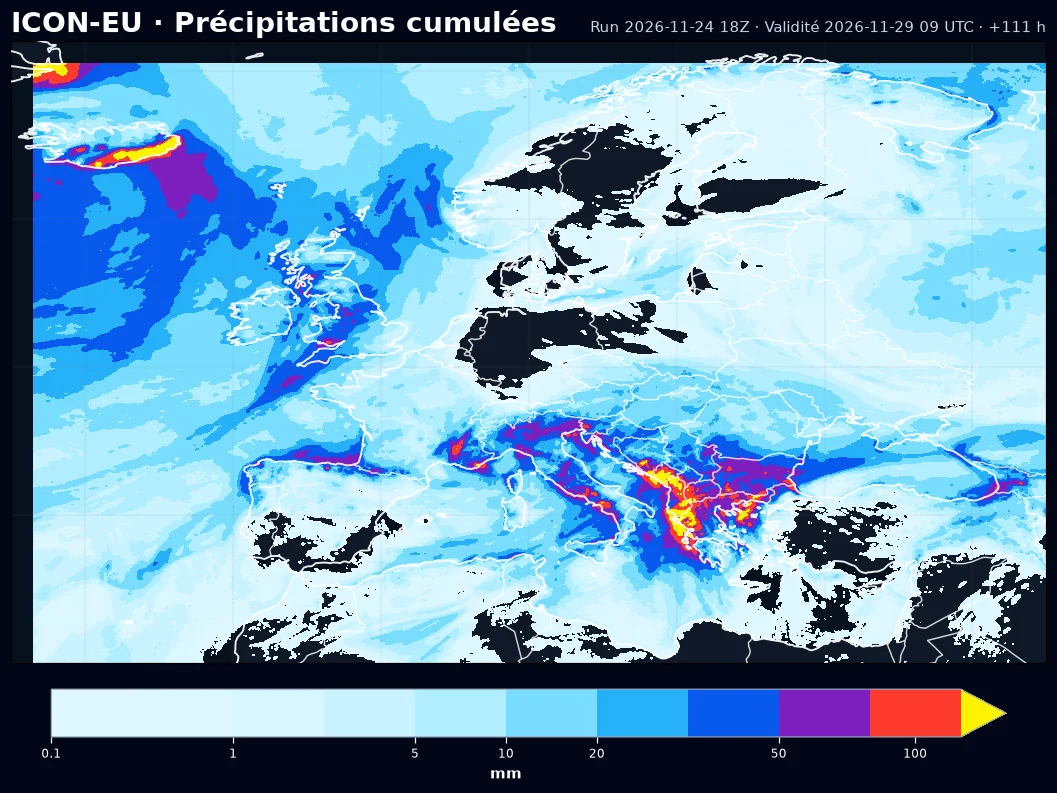 ICON-EU · Précipitations cumulées
Run 2026-11-24 18Z · Validité 2026-11-29 09 UTC · +111 h
0.1 1 5 10 20 50 100
mm